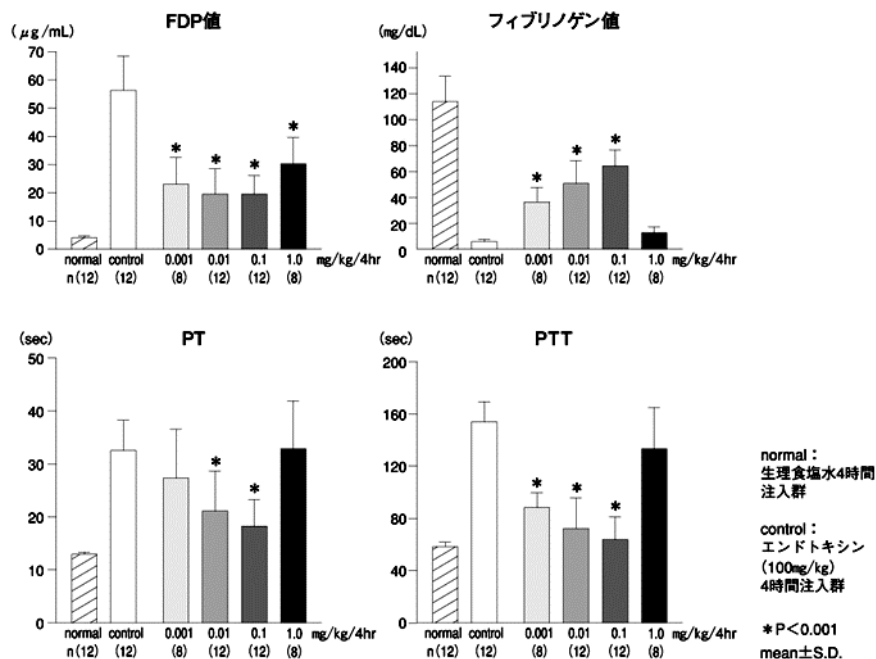 FDP値
(μg/mL)
70
60
50
40
30
20
10
0
* * * *
normal control 0.001 0.01 0.1 1.0 mg/kg/4hr
n(12) (12) (8) (12) (12) (8)
フィブリノゲン値
(mg/dL)
140
120
100
80
60
40
20
0
* * *
normal control 0.001 0.01 0.1 1.0 mg/kg/4hr
n(12) (12) (8) (12) (12) (8)
PT
(sec)
50
40
30
20
10
0
* *
normal control 0.001 0.01 0.1 1.0 mg/kg/4hr
n(12) (12) (8) (12) (12) (8)
PTT
(sec)
200
160
120
80
40
0
* * *
normal control 0.001 0.01 0.1 1.0 mg/kg/4hr
n(12) (12) (8) (12) (12) (8)
normal:
生理食塩水4時間
注入群
control:
エンドトキシン
(100mg/kg)
4時間注入群
*P<0.001
mean±S.D.